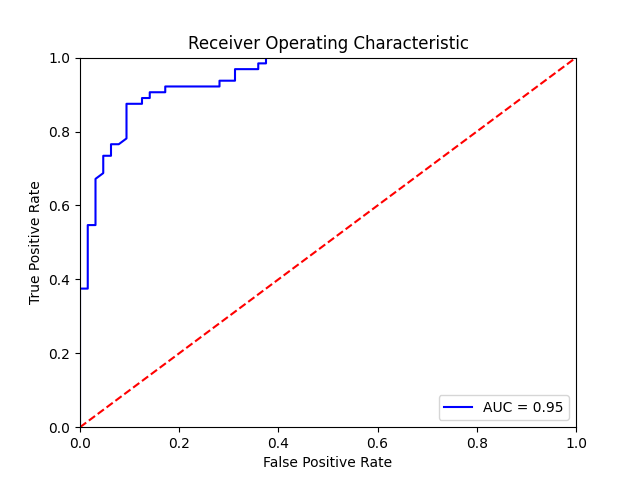 Receiver Operating Characteristic
True Positive Rate
1.0
0.8
0.6
0.4
0.2
0.0
AUC = 0.95
0.0 0.2 0.4 0.6 0.8 1.0
False Positive Rate